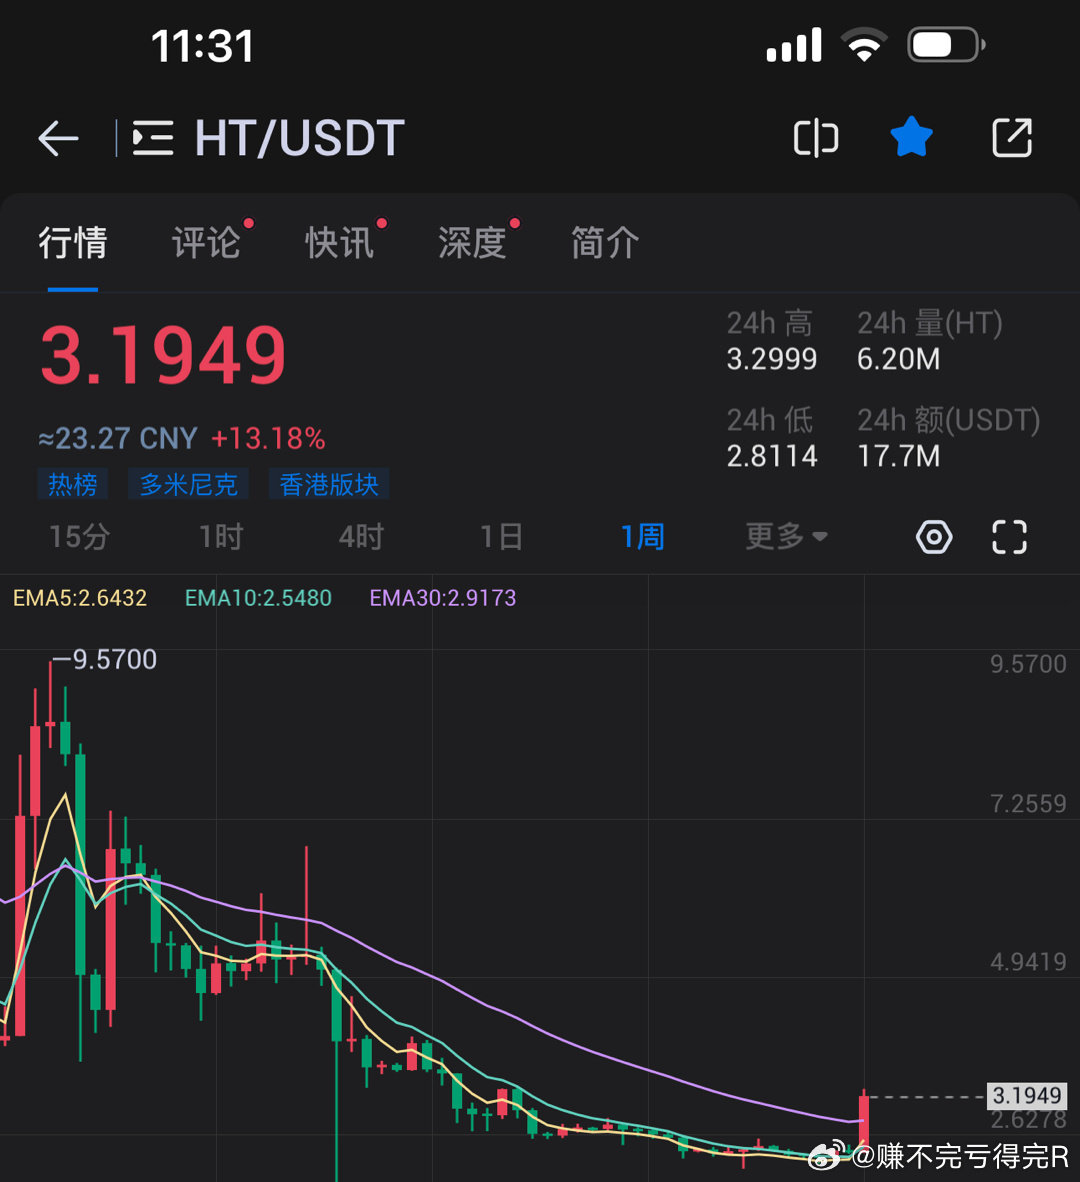 11:31
HT/USDT
行情 评论 快讯 深度 简介
3.1949
≈23.27 CNY +13.18%
24h 高 24h 量(HT)
3.2999 6.20M
24h 低 24h 额(USDT)
2.8114 17.7M
热榜 多米尼克 香港版块
15分 1时 4时 1日 1周 更多
EMA5:2.6432 EMA10:2.5480 EMA30:2.9173
9.5700
9.5700
7.2559
4.9419
3.1949
2.6278
@赚不完亏得完R